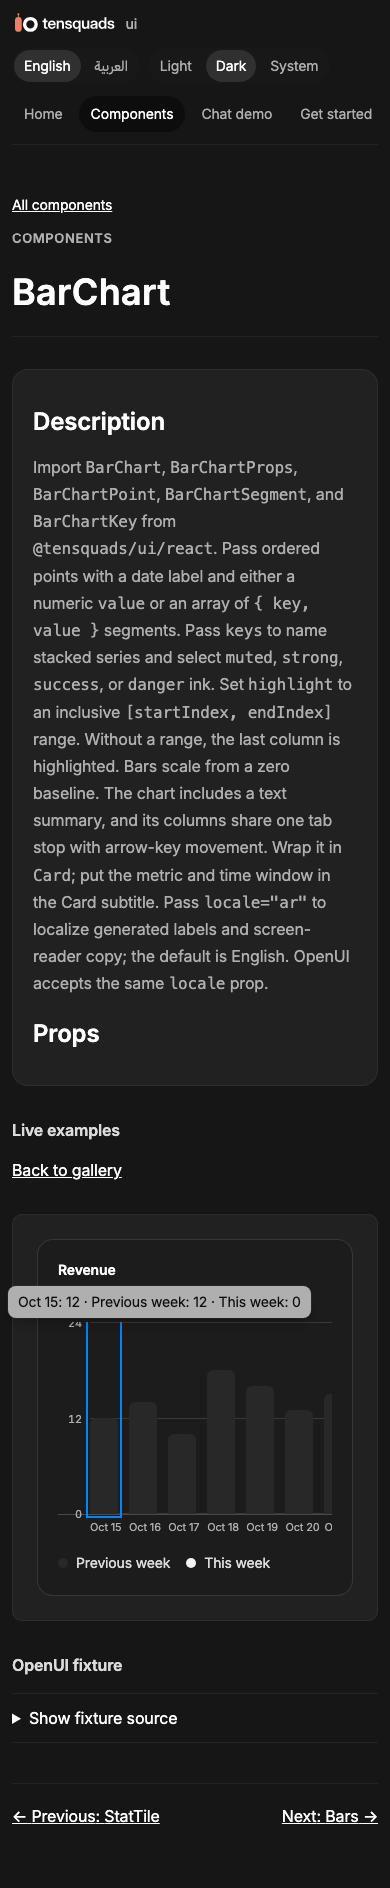 tensquads ui
English العربية Light Dark System
Home Components Chat demo Get started
All components
COMPONENTS
BarChart
Description
Import BarChart, BarChartProps,
BarChartPoint, BarChartSegment, and
BarChartKey from
@tensquads/ui/react. Pass ordered
points with a date label and either a
numeric value or an array of { key,
value } segments. Pass keys to name
stacked series and select muted, strong,
success, or danger ink. Set highlight to
an inclusive [startIndex, endIndex]
range. Without a range, the last column is
highlighted. Bars scale from a zero
baseline. The chart includes a text
summary, and its columns share one tab
stop with arrow-key movement. Wrap it in
Card; put the metric and time window in
the Card subtitle. Pass locale="ar" to
localize generated labels and screen-
reader copy; the default is English. OpenUI
accepts the same locale prop.
Props
Live examples
Back to gallery
Revenue
Oct 15: 12 · Previous week: 12 · This week: 0
24
12
0
Oct 15 Oct 16 Oct 17 Oct 18 Oct 19 Oct 20 O
Previous week This week
OpenUI fixture
▶ Show fixture source
← Previous: StatTile Next: Bars →